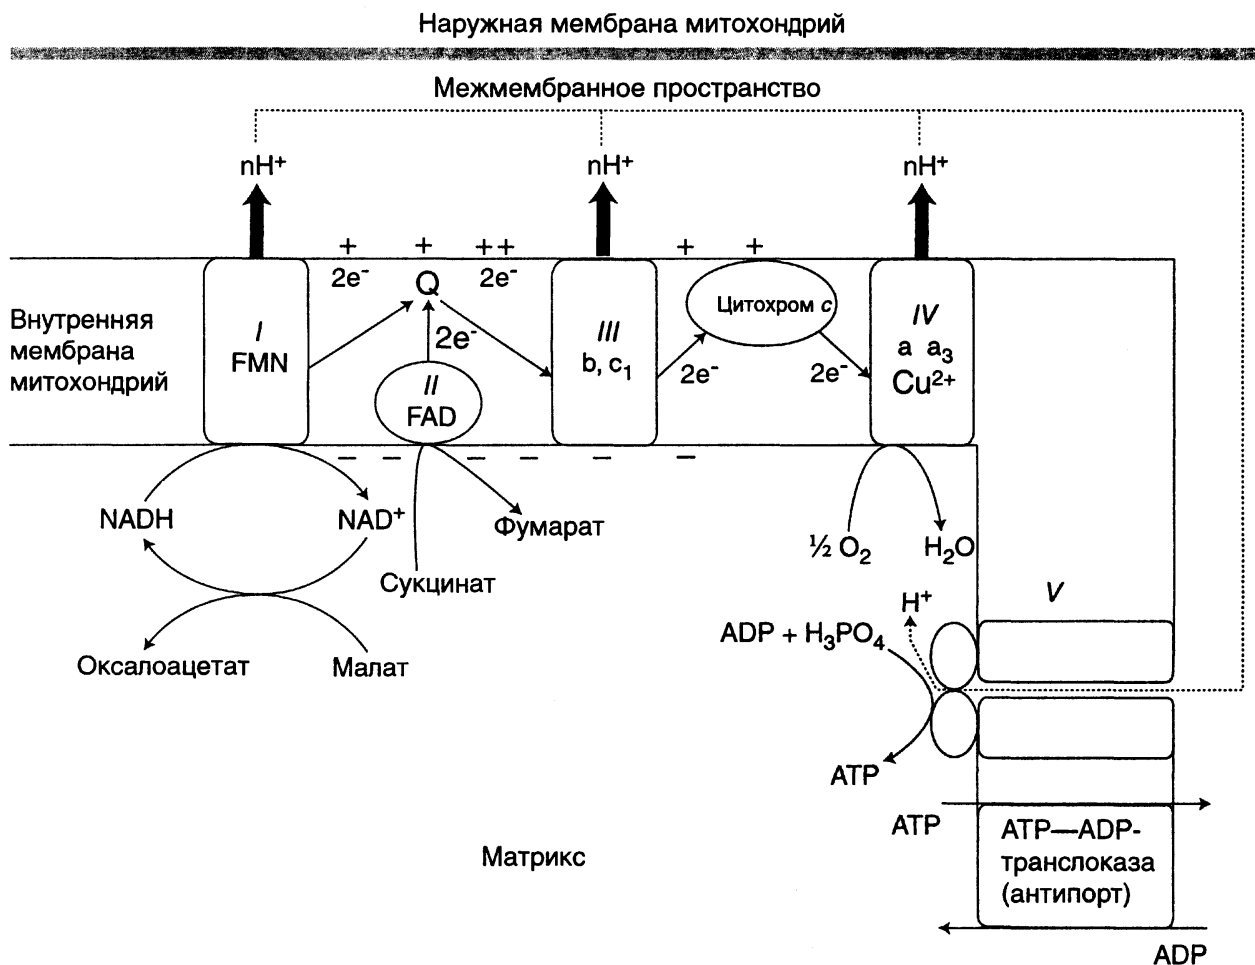 Наружная мембрана митохондрий
Межмембранное пространство
nH+
nH+
nH+
+
+
++
+
+
2e-
Q
2e-
Внутренняя
мембрана
митохондрий
I
FMN
2e-
II
FAD
III
b, c1
2e-
Цитохром c
2e-
IV
a a3
Cu2+
– – – – – –
NADH
NAD+
Сукцинат
Фумарат
½ O2
H2O
Оксалоацетат
Малат
H+
V
ADP + H3PO4
ATP
ATP
ATP—ADP-
транслоказа
(антипорт)
ADP
Матрикс